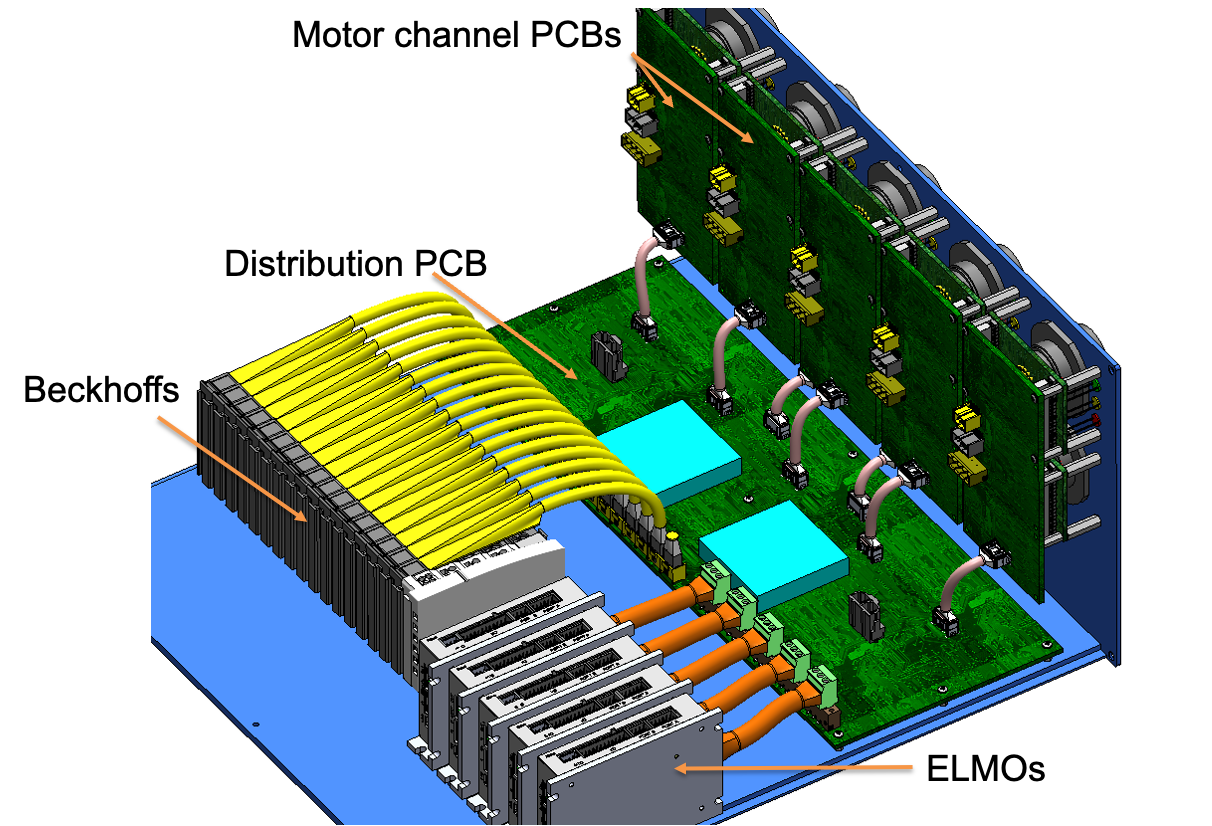 Motor channel PCBs
Distribution PCB
Beckhoffs
ELMOs